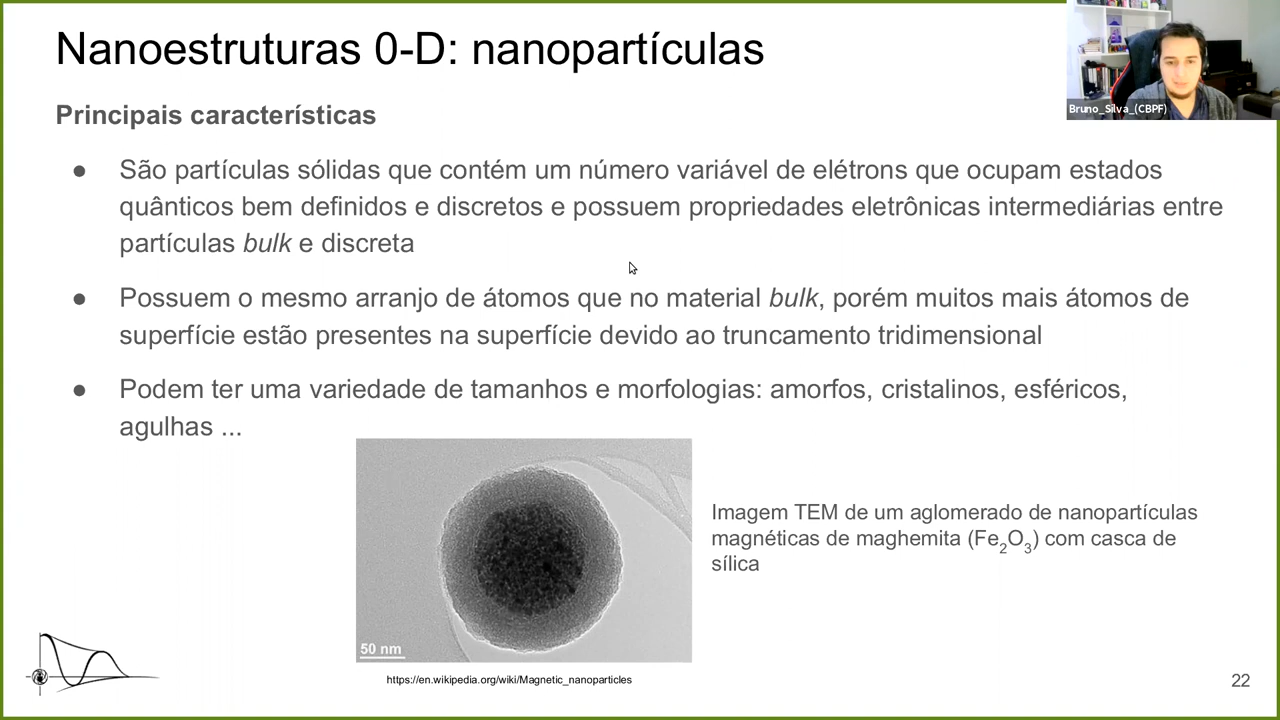 Nanoestruturas 0-D: nanopartículas
Bruno_Silva_(CBPF)
Principais características
● São partículas sólidas que contém um número variável de elétrons que ocupam estados
quânticos bem definidos e discretos e possuem propriedades eletrônicas intermediárias entre
partículas bulk e discreta
● Possuem o mesmo arranjo de átomos que no material bulk, porém muitos mais átomos de
superfície estão presentes na superfície devido ao truncamento tridimensional
● Podem ter uma variedade de tamanhos e morfologias: amorfos, cristalinos, esféricos,
agulhas ...
Imagem TEM de um aglomerado de nanopartículas
magnéticas de maghemita (Fe₂O₃) com casca de
sílica
50 nm
https://en.wikipedia.org/wiki/Magnetic_nanoparticles
22